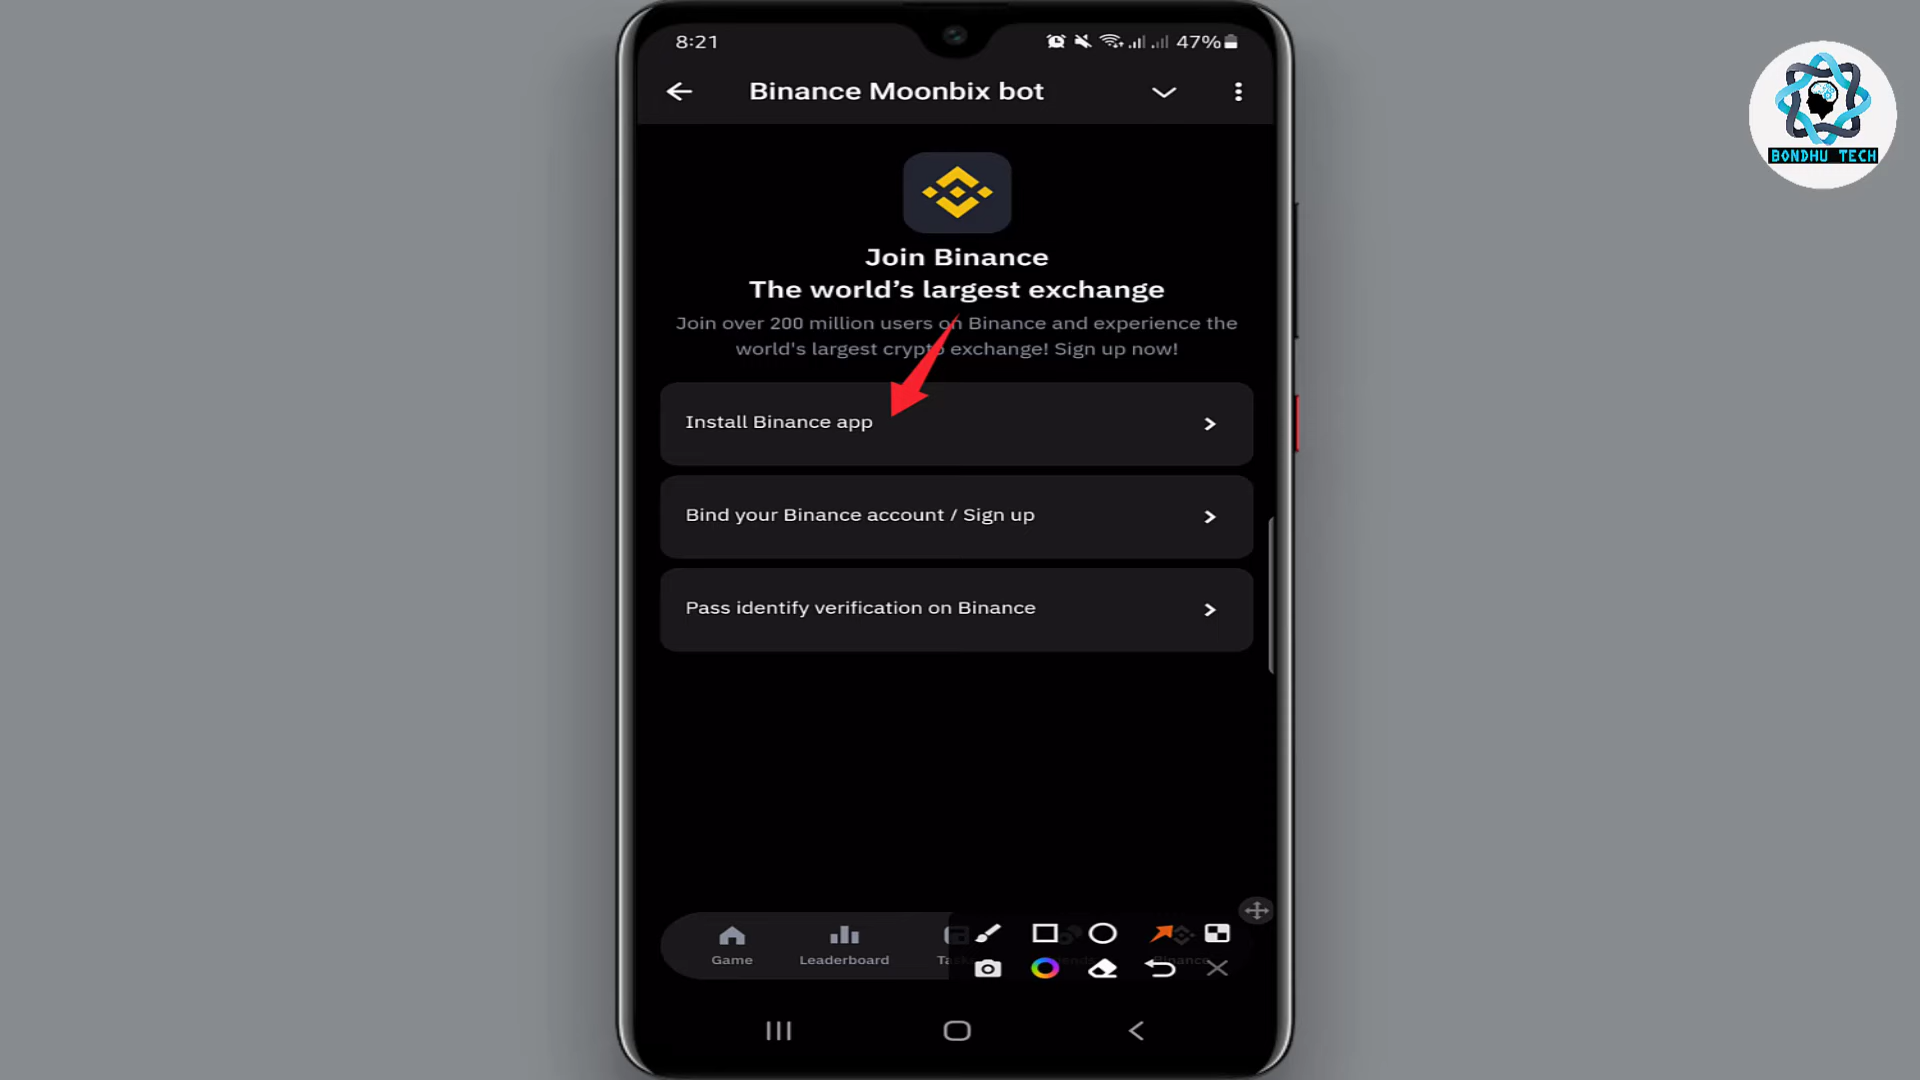 8:21
47%
Binance Moonbix bot
BONDHU TECH
Join Binance
The world's largest exchange
Join over 200 million users on Binance and experience the
world's largest crypto exchange! Sign up now!
Install Binance app
Bind your Binance account / Sign up
Pass identify verification on Binance
Game
Leaderboard
Binance